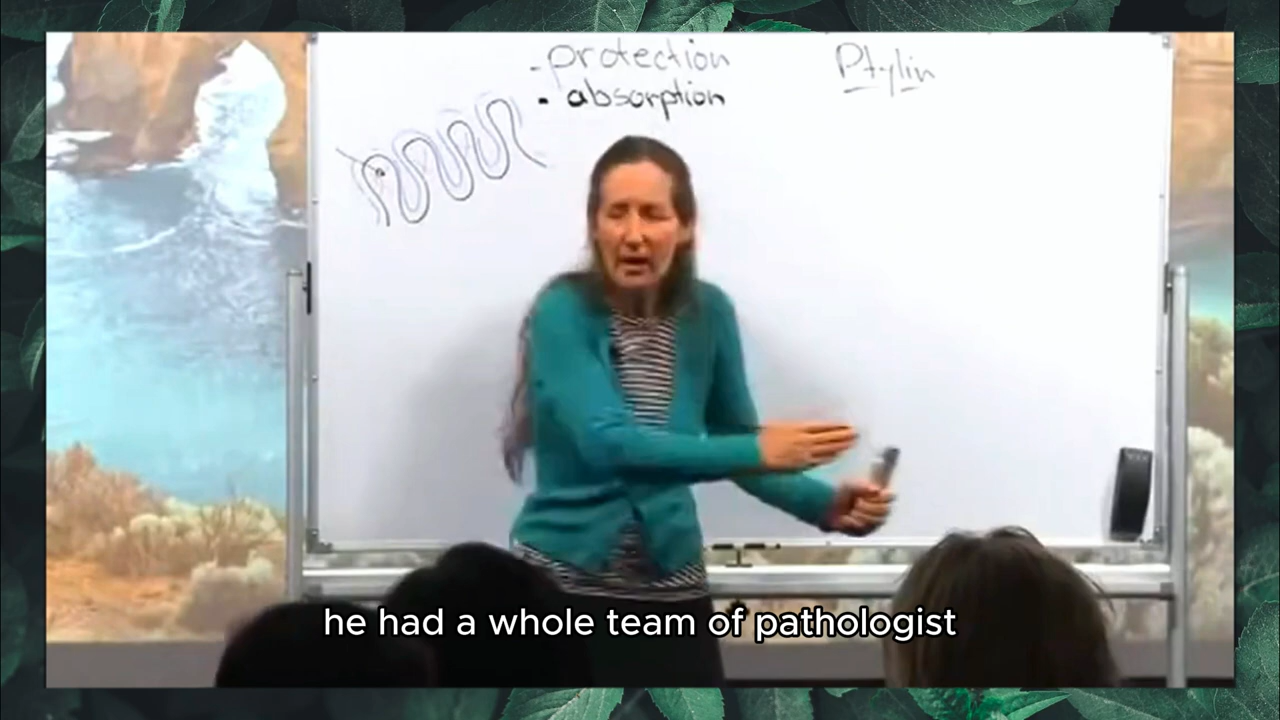 - protection
- absorption
Ptylin
he had a whole team of pathologist